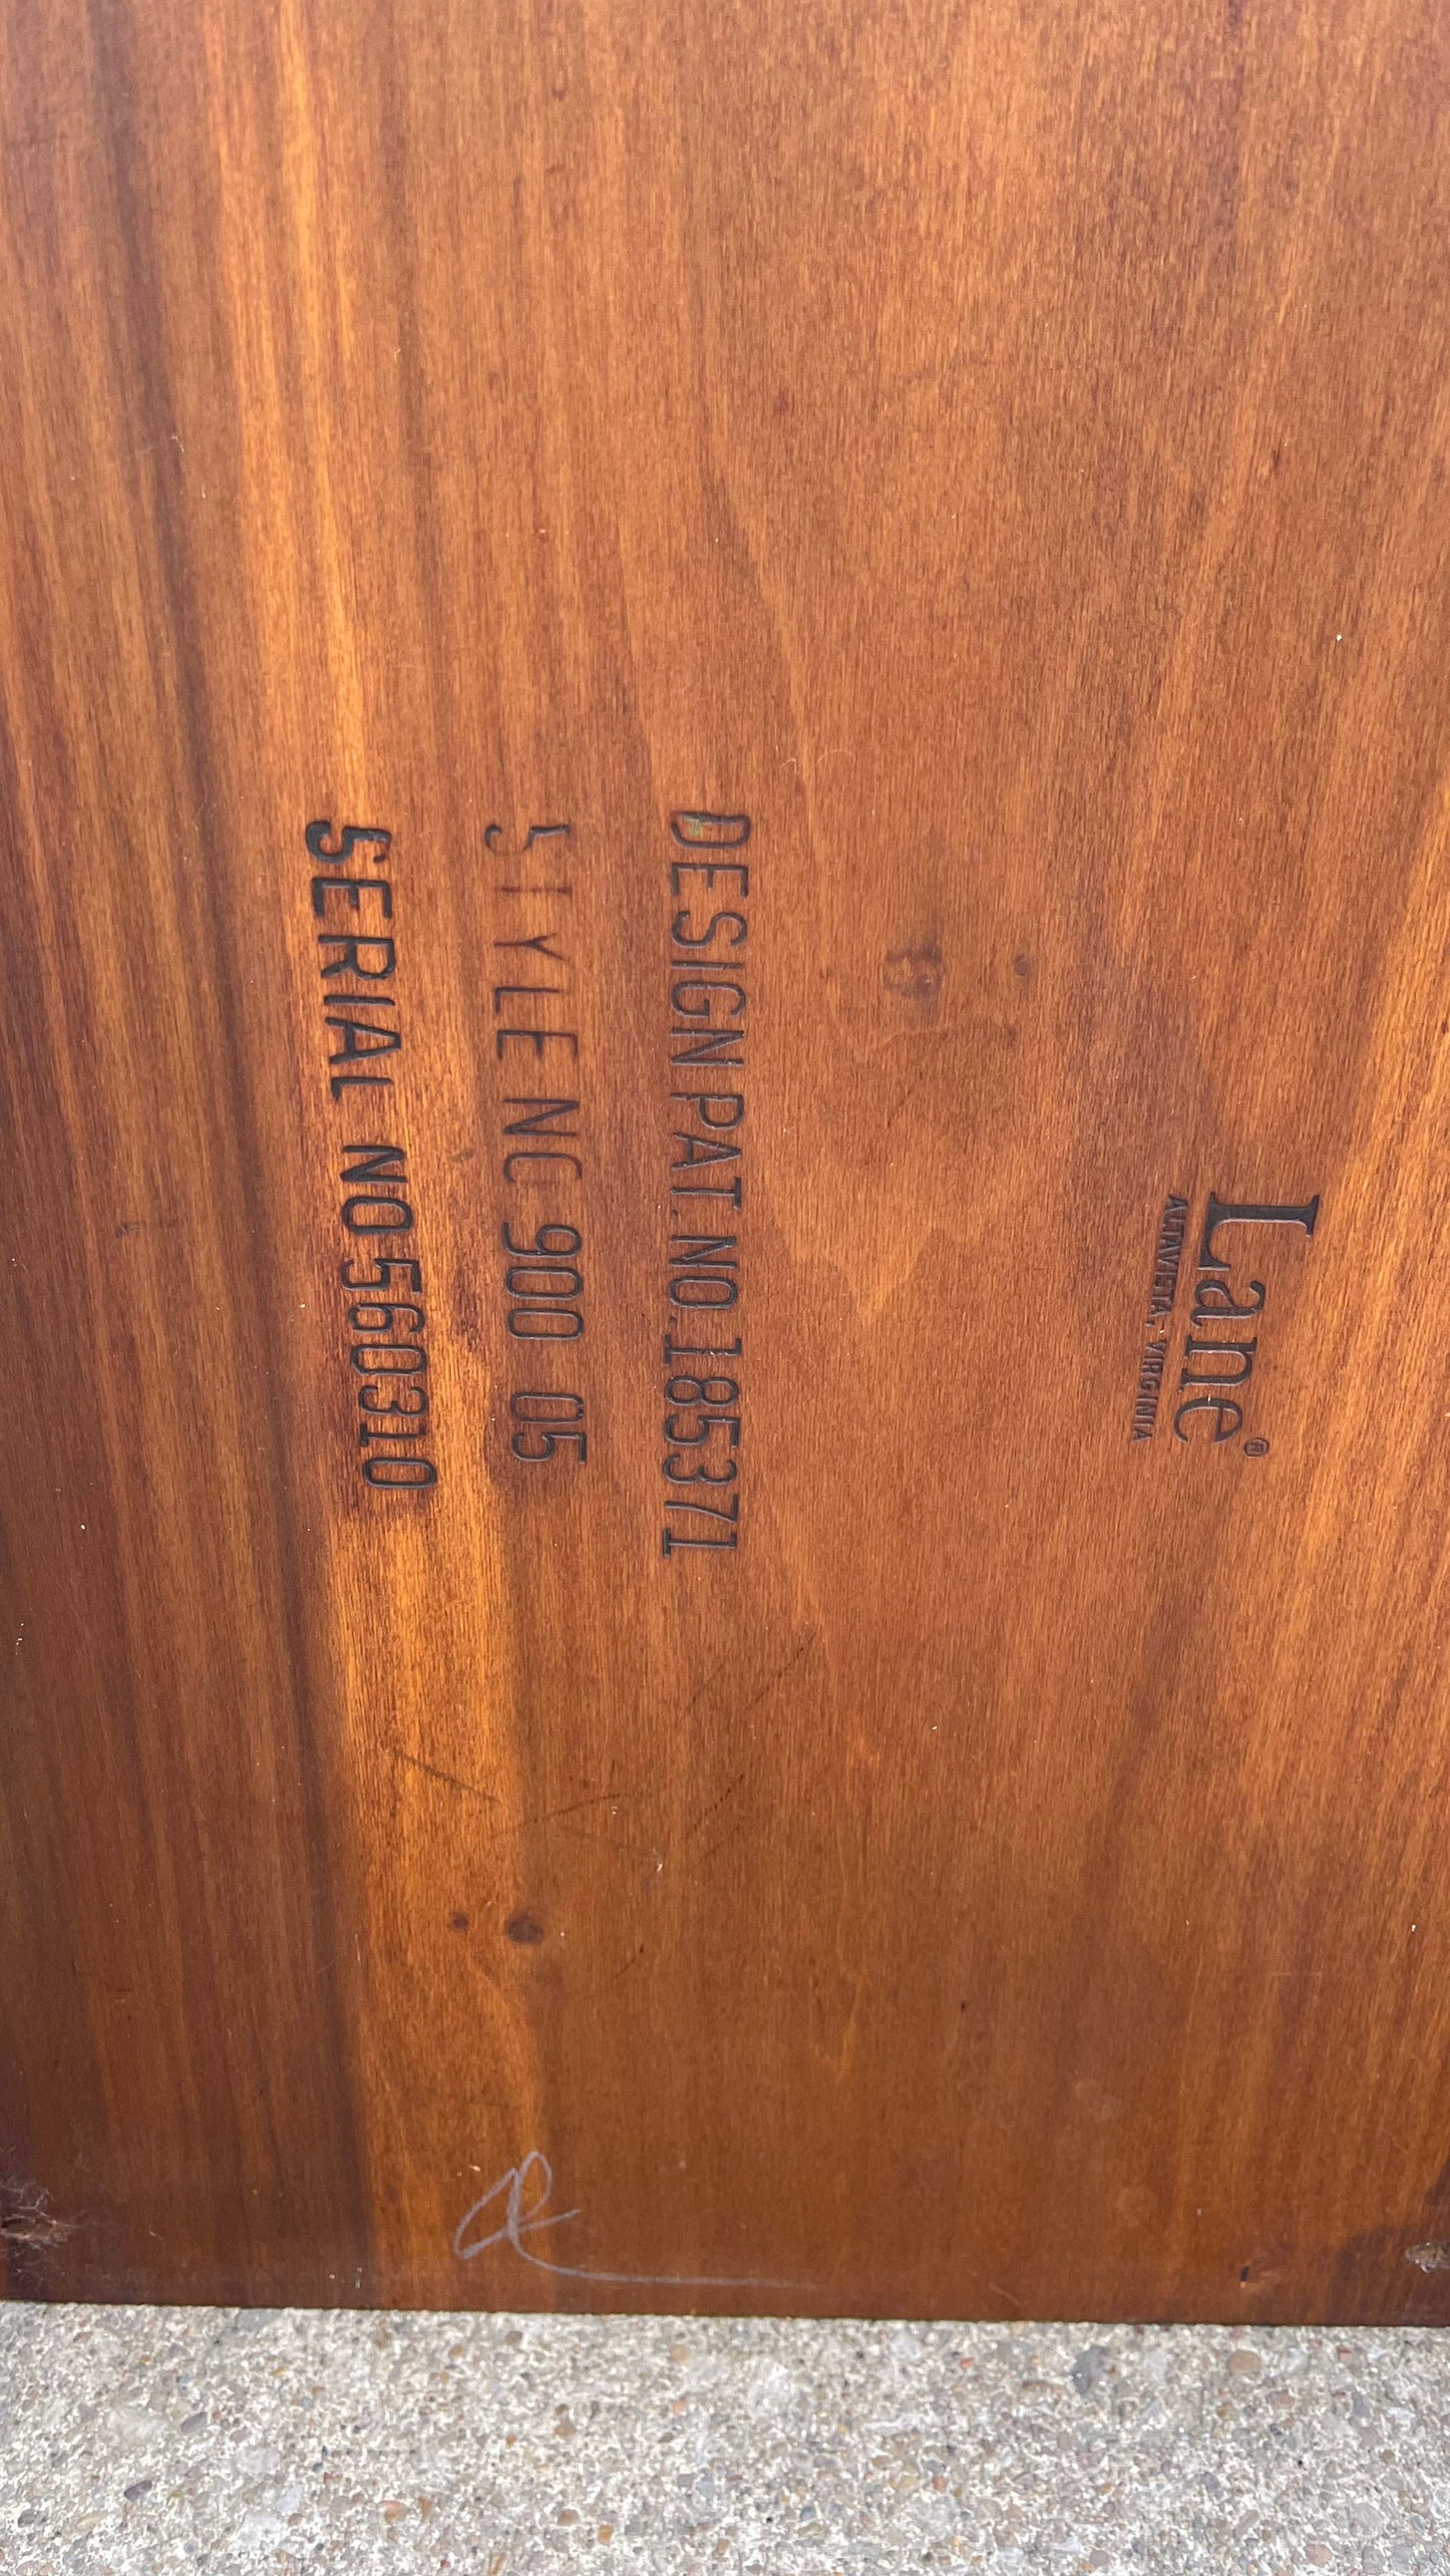 Lane®
ALTAVISTA, VIRGINIA
DESIGN PAT. NO. 185371
STYLE NO 900 05
SERIAL NO 560310